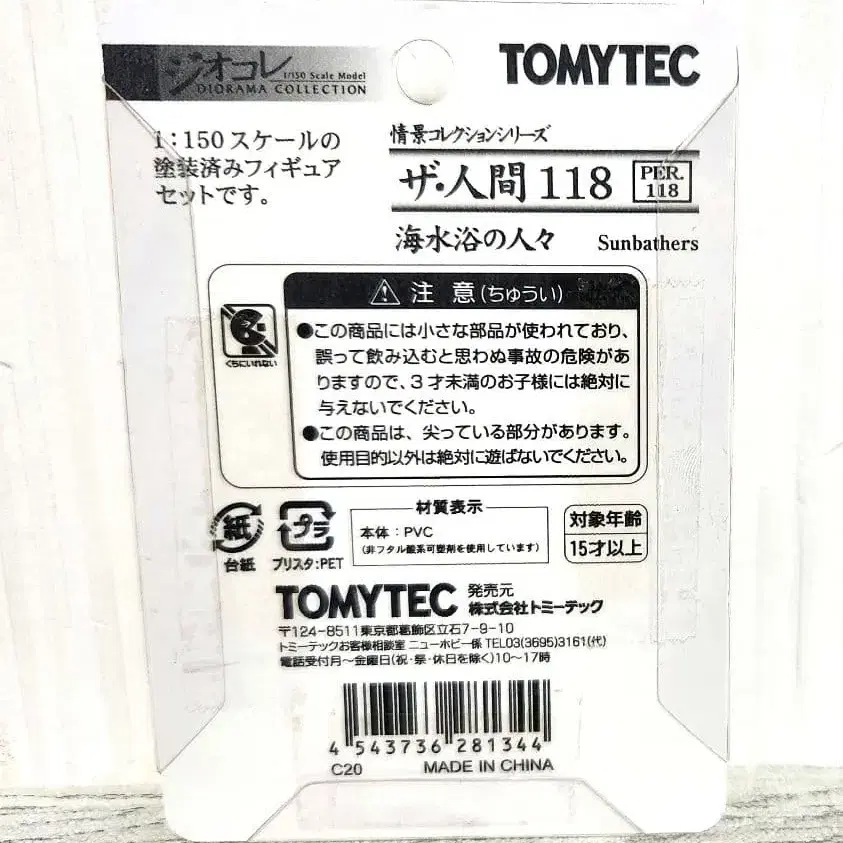 ジオコレ
1/150 Scale Model
DIORAMA COLLECTION
TOMYTEC
1:150スケールの
塗装済みフィギュア
セットです。
情景コレクションシリーズ
ザ・人間118
PER.
118
海水浴の人々 Sunbathers
注 意(ちゅうい)
●この商品には小さな部品が使われており、
誤って飲み込むと思わぬ事故の危険があ
りますので、3才未満のお子様には絶対に
与えないでください。
●この商品は、尖っている部分があります。
使用目的以外は絶対に遊ばないでください。
くちにいれない
紙
台紙
プラ
ブリスタ:PET
材質表示
本体:PVC
(非フタル酸系可塑剤を使用しています)
対象年齢
15才以上
TOMYTEC
発売元
株式会社トミーテック
〒124-8511東京都葛飾区立石7-9-10
トミーテックお客様相談室 ニューホビー係 TEL03(3695)3161(代)
電話受付月〜金曜日(祝・祭・休日を除く)10〜17時
4 543736 281344
C20 MADE IN CHINA